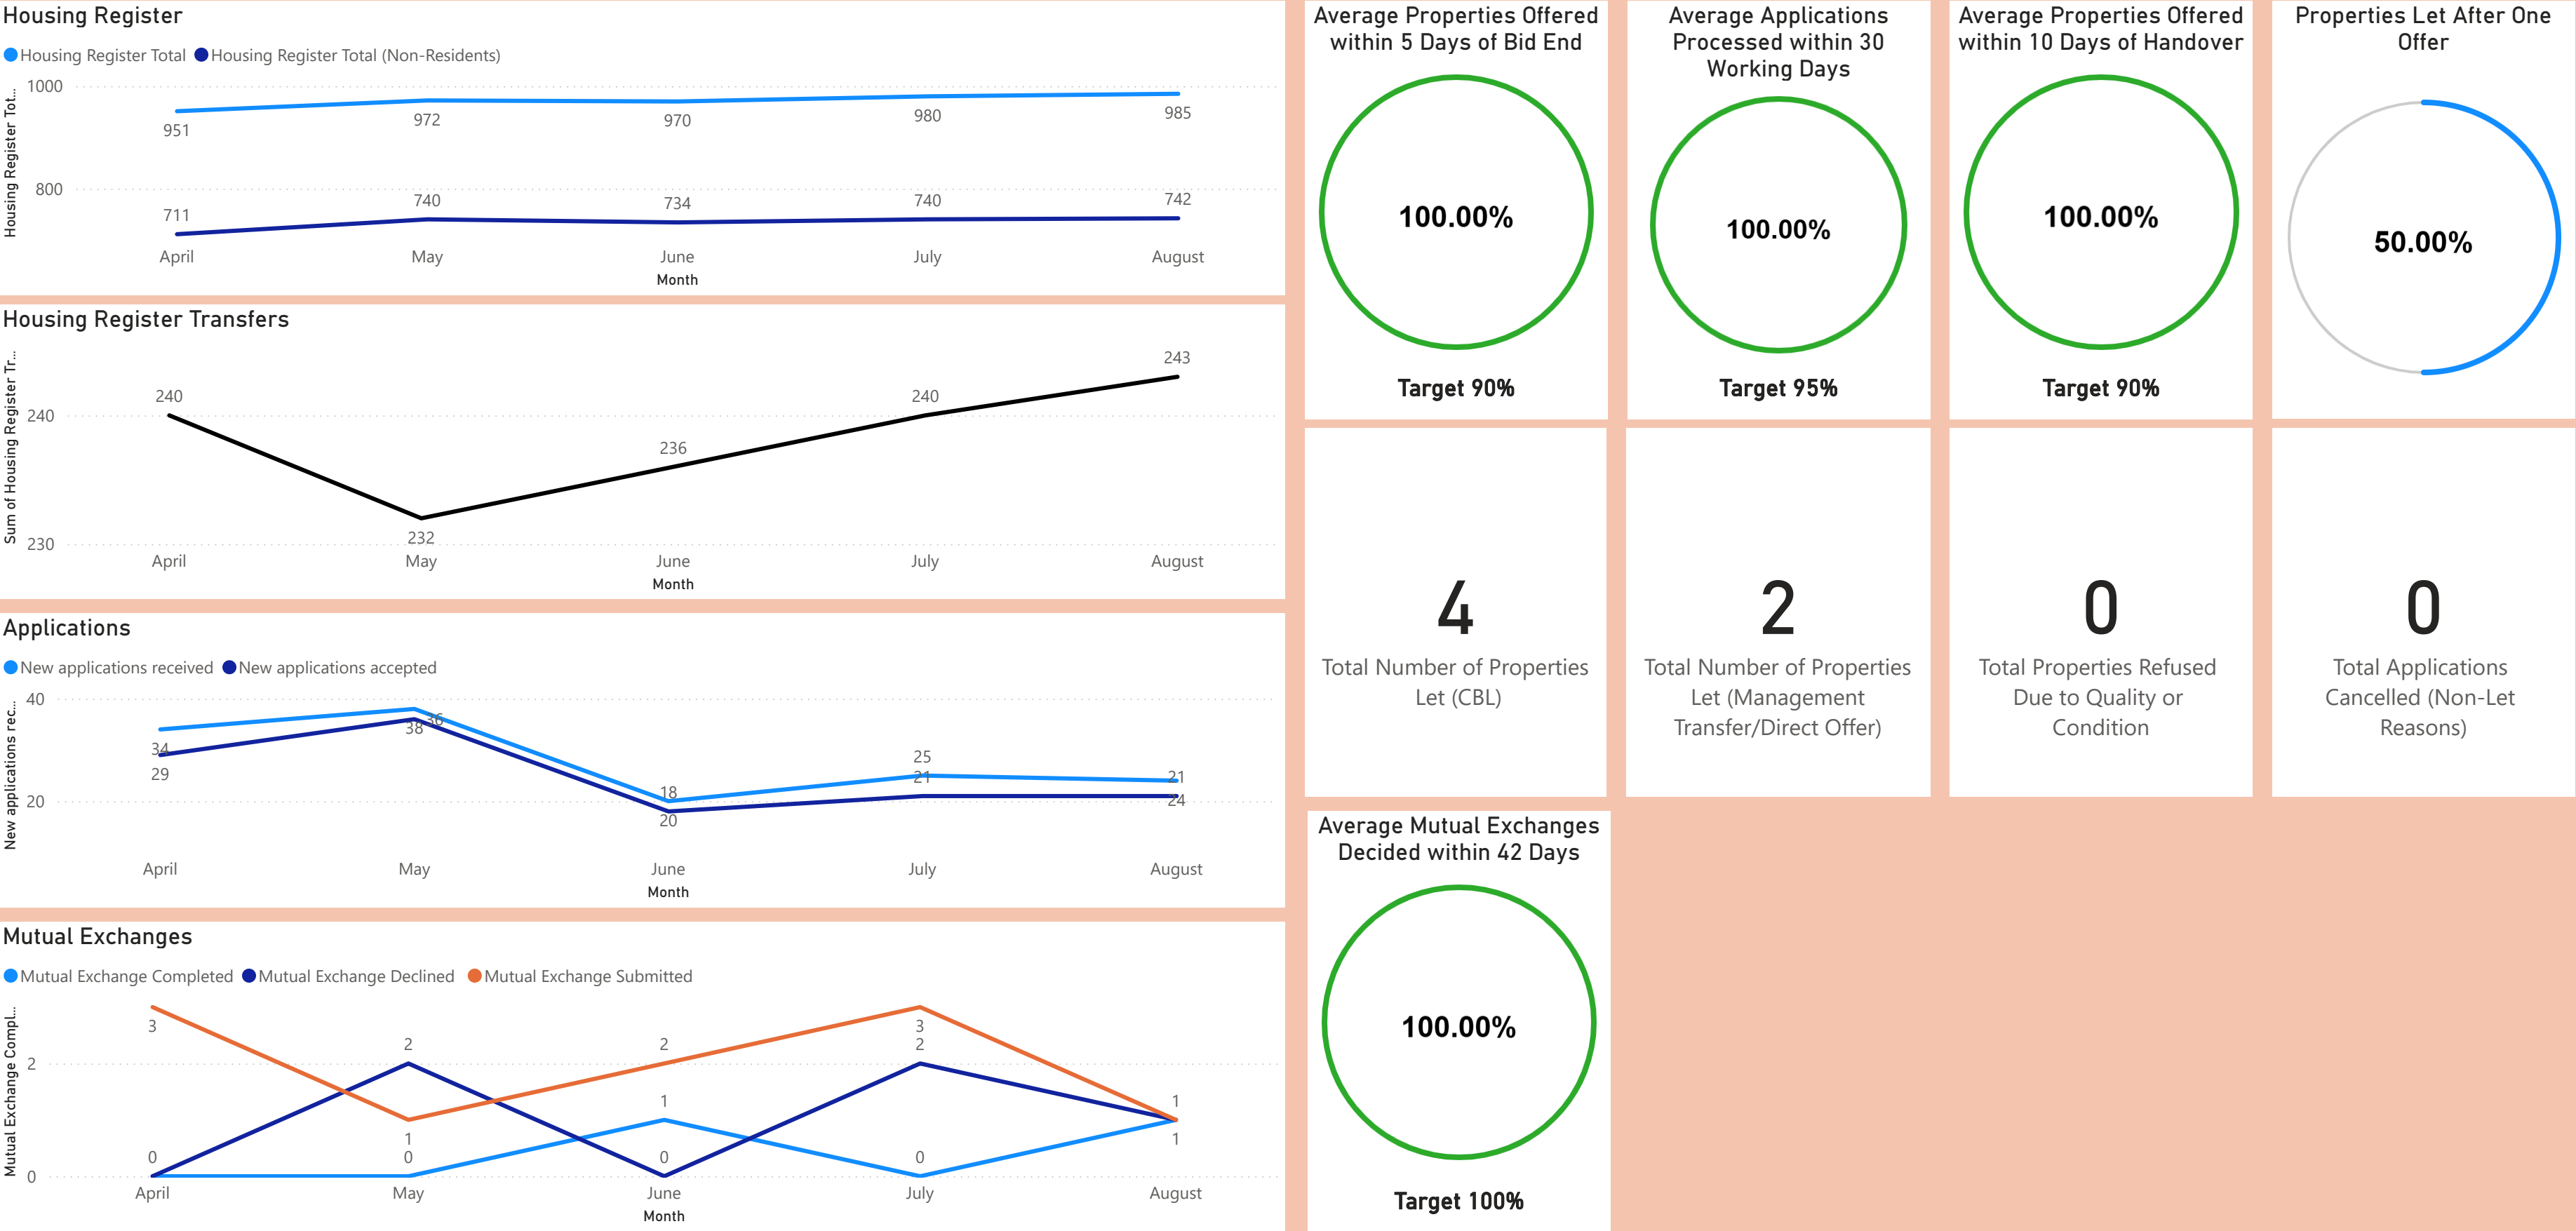 Housing Register
Housing Register Total Housing Register Total (Non-Residents)
Housing Register Tot...
1000
800
951
972
970
980
985
711
740
734
740
742
April May June July August
Month
Housing Register Transfers
Sum of Housing Register Tr...
240
230
240
232
236
240
243
April May June July August
Month
Applications
New applications received New applications accepted
New applications rec...
40
20
34
29
36
38
18
20
25
21
21
24
April May June July August
Month
Mutual Exchanges
Mutual Exchange Completed Mutual Exchange Declined Mutual Exchange Submitted
Mutual Exchange Compl...
2
0
3
0
2
1
0
2
1
0
3
2
0
1
1
April May June July August
Month
Average Properties Offered
within 5 Days of Bid End
100.00%
Target 90%
Average Applications
Processed within 30
Working Days
100.00%
Target 95%
Average Properties Offered
within 10 Days of Handover
100.00%
Target 90%
Properties Let After One
Offer
50.00%
4
Total Number of Properties
Let (CBL)
2
Total Number of Properties
Let (Management
Transfer/Direct Offer)
0
Total Properties Refused
Due to Quality or
Condition
0
Total Applications
Cancelled (Non-Let
Reasons)
Average Mutual Exchanges
Decided within 42 Days
100.00%
Target 100%